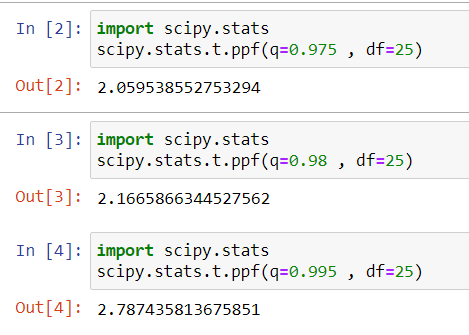 In [2]: import scipy.stats
scipy.stats.t.ppf(q=0.975 , df=25)
Out[2]: 2.059538552753294
In [3]: import scipy.stats
scipy.stats.t.ppf(q=0.98 , df=25)
Out[3]: 2.1665866344527562
In [4]: import scipy.stats
scipy.stats.t.ppf(q=0.995 , df=25)
Out[4]: 2.787435813675851